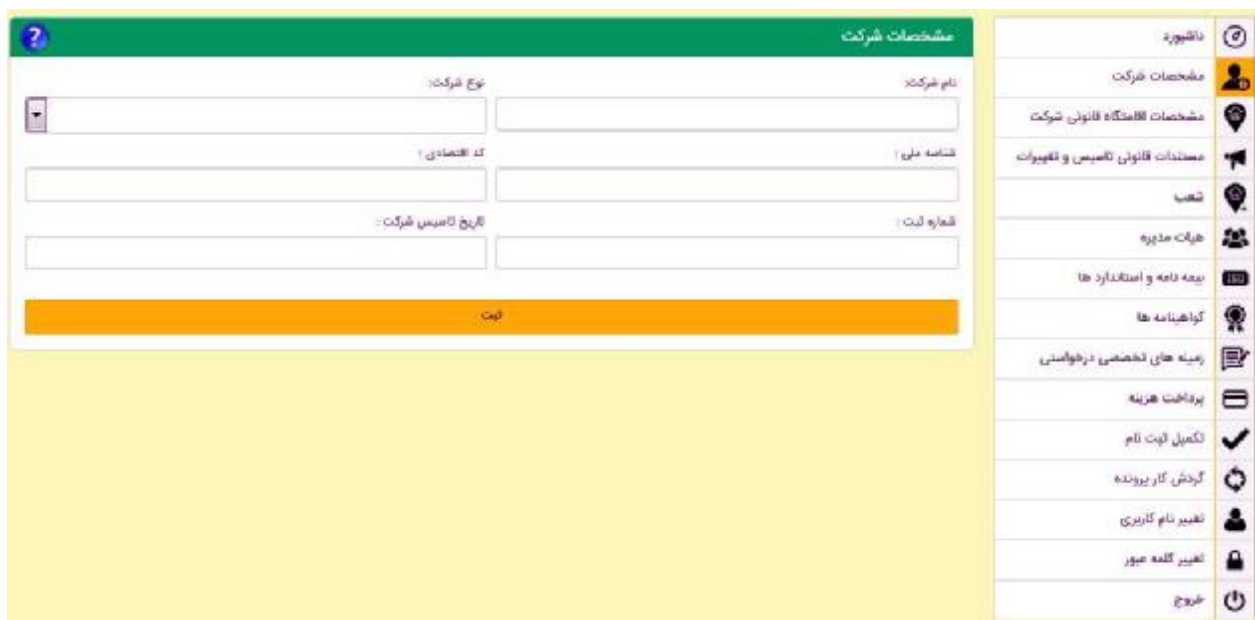 داشبورد
مشخصات شرکت
مشخصات اقامتگاه قانونی شرکت
مستندات قانونی تاسیس و تغییرات
شعب
هیات مدیره
بیمه نامه و استاندارد ها
ISO
گواهینامه ها
زمینه های تخصصی درخواستی
پرداخت هزینه
تکمیل ثبت نام
گردش کار پرونده
تغییر نام کاربری
تغییر کلمه عبور
خروج
مشخصات شرکت ?
نام شرکت: نوع شرکت:
شناسه ملی : کد اقتصادی :
شماره ثبت : تاریخ تاسیس شرکت :
ثبت